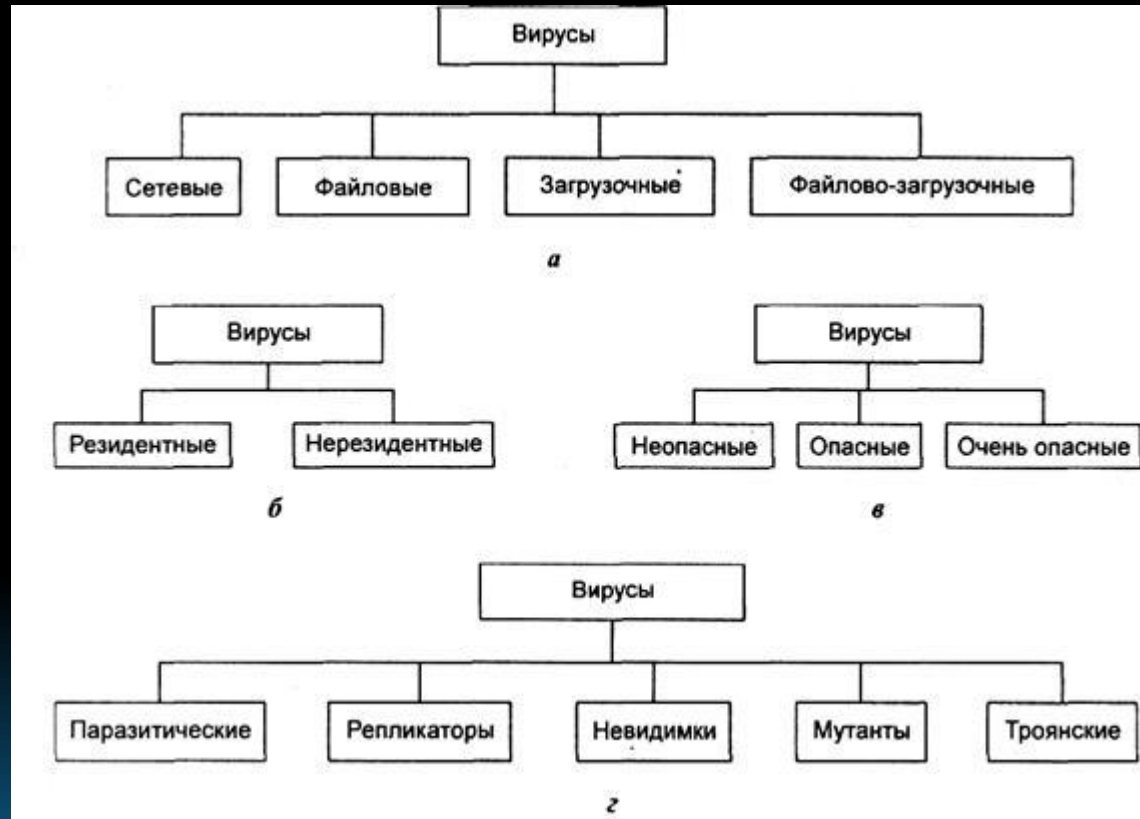 Вирусы
Сетевые Файловые Загрузочные Файлово-загрузочные
а
Вирусы Вирусы
Резидентные Нерезидентные Неопасные Опасные Очень опасные
б в
Вирусы
Паразитические Репликаторы Невидимки Мутанты Троянские
г